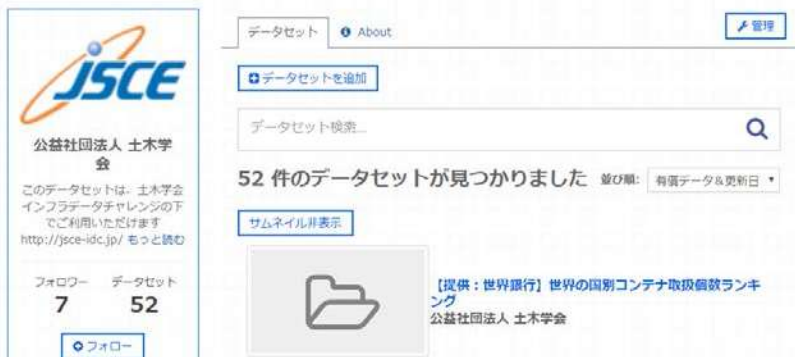 JSCE
公益社団法人 土木学
会
このデータセットは、土木学会
インフラデータチャレンジの下
でご利用いただけます
http://jsce-idc.jp/ もっと読む
フォロワー データセット
7 52
フォロー
データセット About
管理
データセットを追加
データセット検索...
52 件のデータセットが見つかりました 並び順: 有償データ&更新日
サムネイル非表示
【提供：世界銀行】世界の国別コンテナ取扱個数ランキ
ング
公益社団法人 土木学会